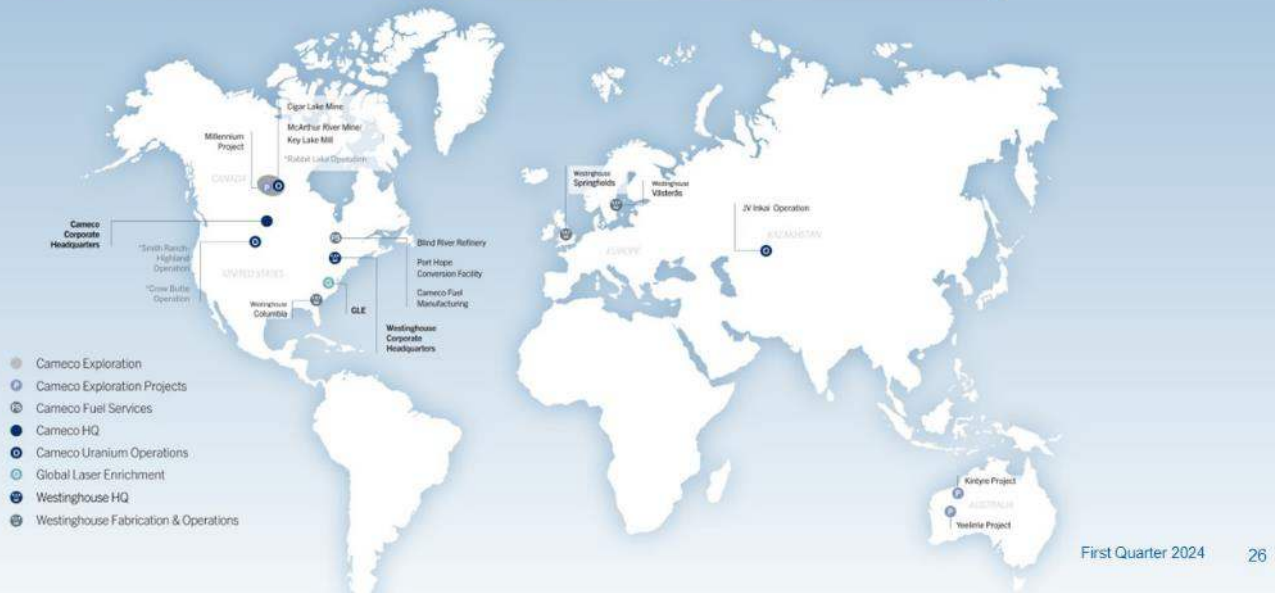 Cigar Lake Mine
McArthur River Mine/
Key Lake Mill
*Rabbit Lake Operation
Millennium
Project
CANADA
P
O
Cameco
Corporate
Headquarters
*Smith Ranch-
Highland
Operation
*Crow Butte
Operation
UNITED STATES
Westinghouse
Columbia
GLE
Westinghouse
Corporate
Headquarters
FS
Blind River Refinery
Port Hope
Conversion Facility
Cameco Fuel
Manufacturing
Westinghouse
Springfields
Westinghouse
Västerås
EUROPE
JV Inkai Operation
KAZAKHSTAN
Kintyre Project
P
AUSTRALIA
P
Yeelirrie Project
Cameco Exploration
P Cameco Exploration Projects
FS Cameco Fuel Services
Cameco HQ
O Cameco Uranium Operations
Global Laser Enrichment
Westinghouse HQ
Westinghouse Fabrication & Operations
First Quarter 2024 26